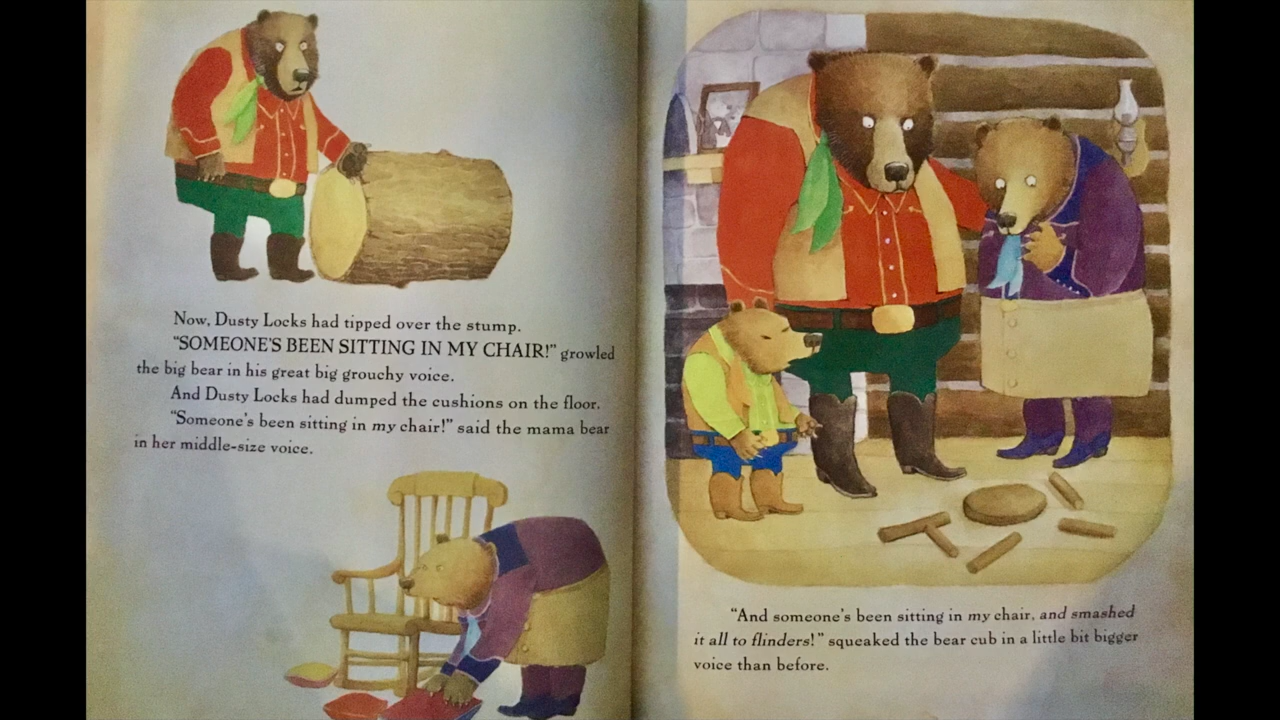 Now, Dusty Locks had tipped over the stump.
"SOMEONE'S BEEN SITTING IN MY CHAIR!" growled
the big bear in his great big grouchy voice.
And Dusty Locks had dumped the cushions on the floor.
"Someone's been sitting in my chair!" said the mama bear
in her middle-size voice.
"And someone's been sitting in my chair, and smashed
it all to flinders!" squeaked the bear cub in a little bit bigger
voice than before.